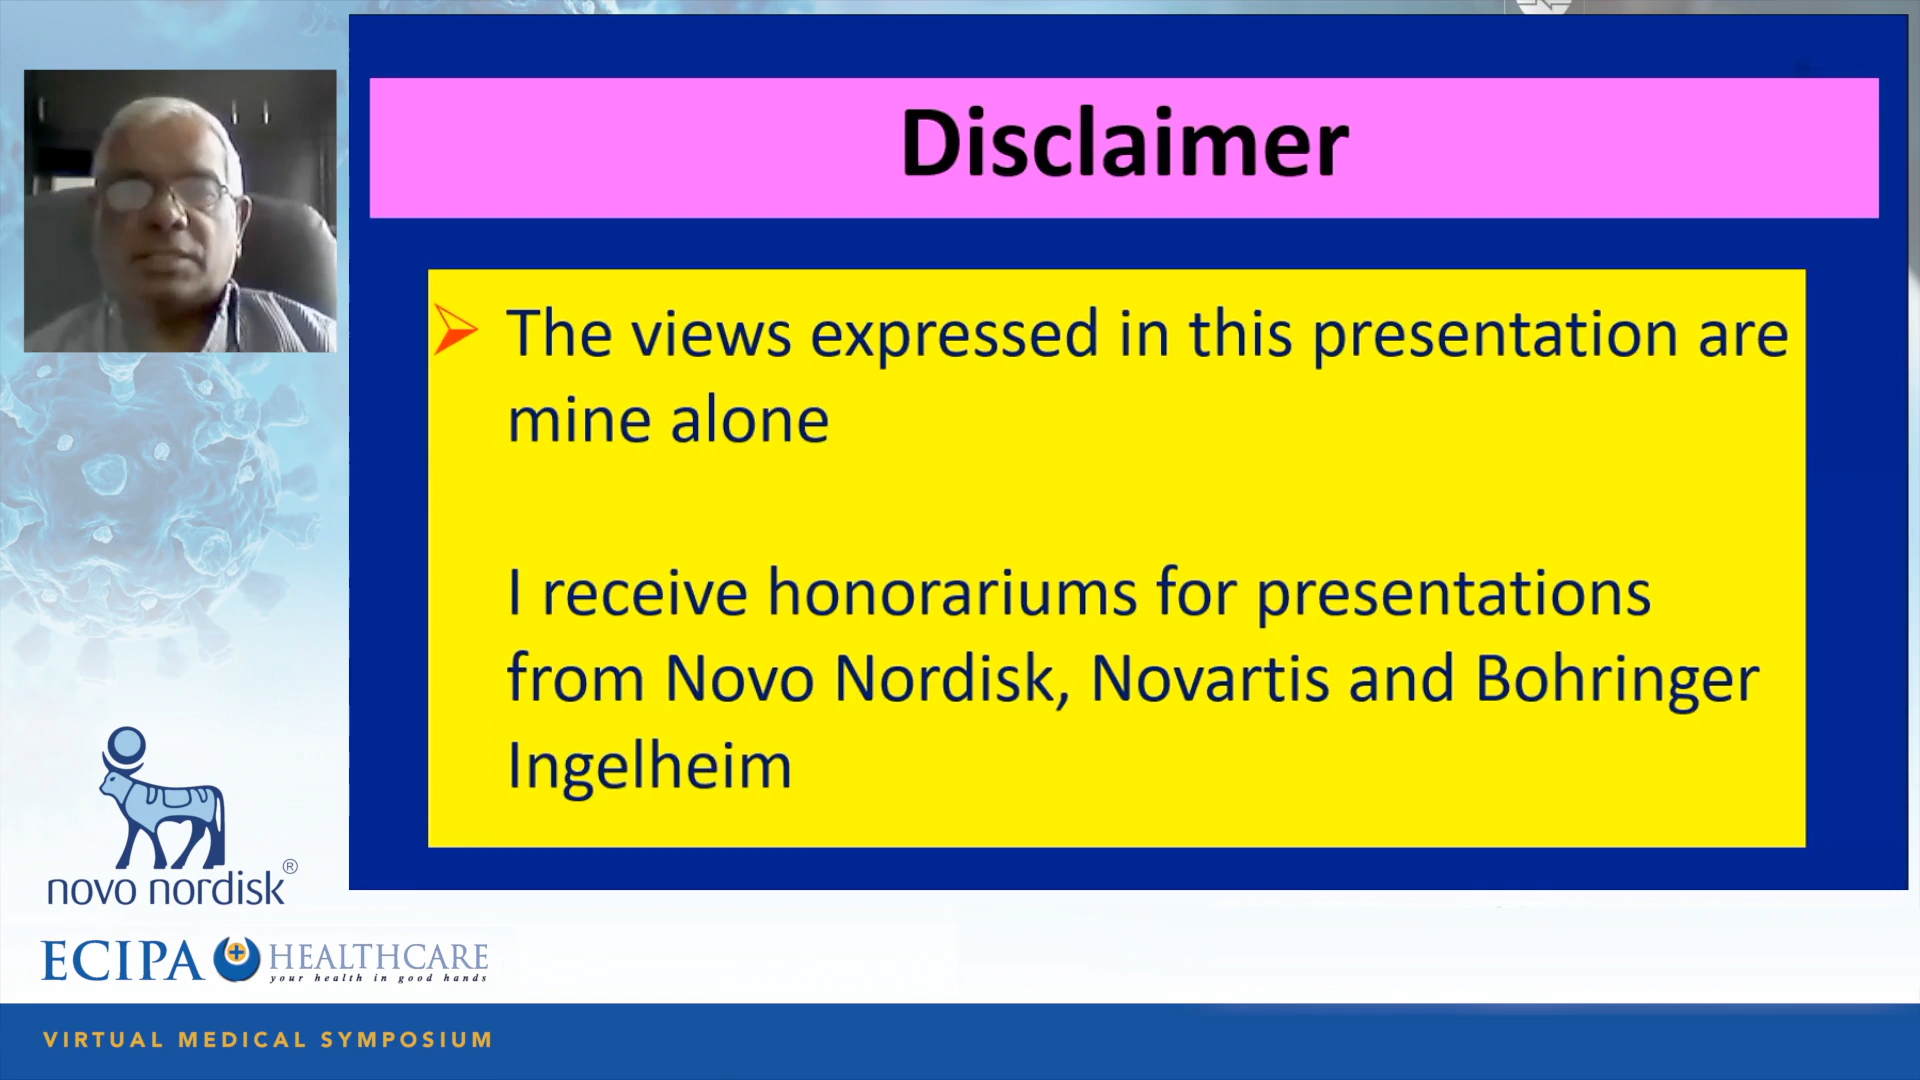 Disclaimer
The views expressed in this presentation are
mine alone
I receive honorariums for presentations
from Novo Nordisk, Novartis and Bohringer
Ingelheim
novo nordisk®
ECIPA HEALTHCARE
your health in good hands
VIRTUAL MEDICAL SYMPOSIUM